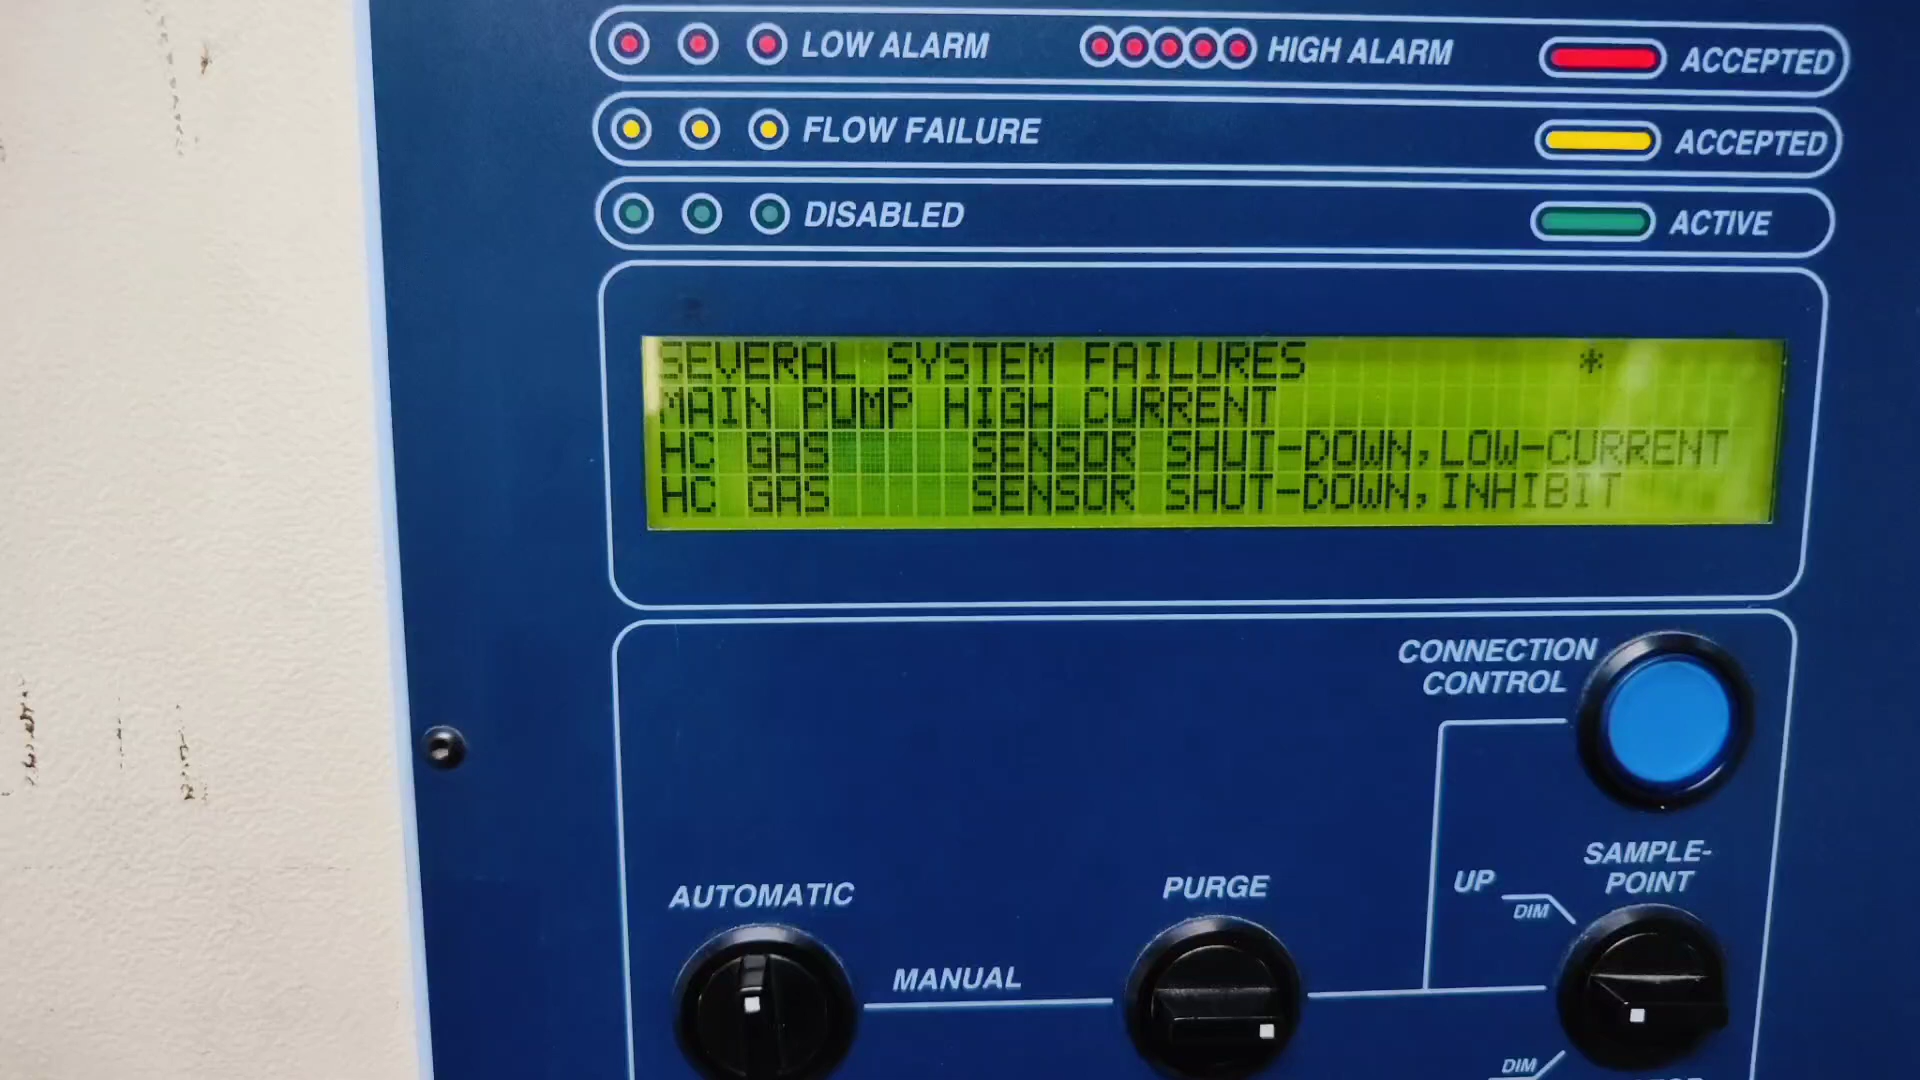 LOW ALARM HIGH ALARM ACCEPTED
FLOW FAILURE ACCEPTED
DISABLED ACTIVE
SEVERAL SYSTEM FAILURES *
MAIN PUMP HIGH CURRENT
HC GAS SENSOR SHUT-DOWN,LOW-CURRENT
HC GAS SENSOR SHUT-DOWN,INHIBIT
CONNECTION
CONTROL
SAMPLE-
POINT
AUTOMATIC
MANUAL
PURGE
UP
DIM
DIM